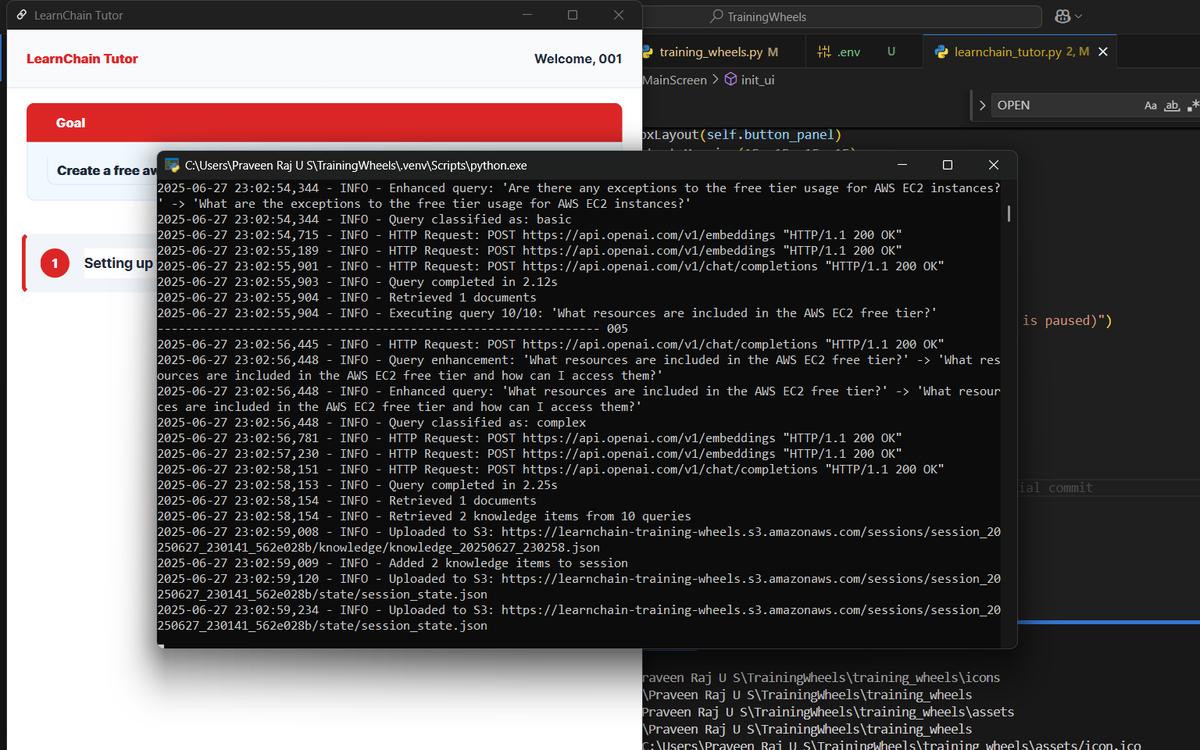 LearnChain Tutor
TrainingWheels
training_wheels.py M
.env U
learnchain_tutor.py 2, M
LearnChain Tutor
Welcome, 001
MainScreen > init_ui
OPEN
Aa ab
Goal
(self.button_panel)
Create a free
C:\Users\Praveen Raj U S\TrainingWheels\.venv\Scripts\python.exe
2025-06-27 23:02:54,344 - INFO - Enhanced query: 'Are there any exceptions to the free tier usage for AWS EC2 instances?
' -> 'What are the exceptions to the free tier usage for AWS EC2 instances?'
2025-06-27 23:02:54,344 - INFO - Query classified as: basic
2025-06-27 23:02:54,715 - INFO - HTTP Request: POST https://api.openai.com/v1/embeddings "HTTP/1.1 200 OK"
2025-06-27 23:02:55,189 - INFO - HTTP Request: POST https://api.openai.com/v1/embeddings "HTTP/1.1 200 OK"
2025-06-27 23:02:55,901 - INFO - HTTP Request: POST https://api.openai.com/v1/chat/completions "HTTP/1.1 200 OK"
2025-06-27 23:02:55,903 - INFO - Query completed in 2.12s
2025-06-27 23:02:55,904 - INFO - Retrieved 1 documents
2025-06-27 23:02:55,904 - INFO - Executing query 10/10: 'What resources are included in the AWS EC2 free tier?'
------------------------------------------------------------ 005
2025-06-27 23:02:56,445 - INFO - HTTP Request: POST https://api.openai.com/v1/chat/completions "HTTP/1.1 200 OK"
2025-06-27 23:02:56,448 - INFO - Query enhancement: 'What resources are included in the AWS EC2 free tier?' -> 'What res
ources are included in the AWS EC2 free tier and how can I access them?'
2025-06-27 23:02:56,448 - INFO - Enhanced query: 'What resources are included in the AWS EC2 free tier?' -> 'What resour
ces are included in the AWS EC2 free tier and how can I access them?'
2025-06-27 23:02:56,448 - INFO - Query classified as: complex
2025-06-27 23:02:56,781 - INFO - HTTP Request: POST https://api.openai.com/v1/embeddings "HTTP/1.1 200 OK"
2025-06-27 23:02:57,230 - INFO - HTTP Request: POST https://api.openai.com/v1/embeddings "HTTP/1.1 200 OK"
2025-06-27 23:02:58,151 - INFO - HTTP Request: POST https://api.openai.com/v1/chat/completions "HTTP/1.1 200 OK"
2025-06-27 23:02:58,153 - INFO - Query completed in 2.25s
2025-06-27 23:02:58,154 - INFO - Retrieved 1 documents
2025-06-27 23:02:58,154 - INFO - Retrieved 2 knowledge items from 10 queries
2025-06-27 23:02:59,008 - INFO - Uploaded to S3: https://learnchain-training-wheels.s3.amazonaws.com/sessions/session_20
250627_230141_562e028b/knowledge/knowledge_20250627_230258.json
2025-06-27 23:02:59,009 - INFO - Added 2 knowledge items to session
2025-06-27 23:02:59,120 - INFO - Uploaded to S3: https://learnchain-training-wheels.s3.amazonaws.com/sessions/session_20
250627_230141_562e028b/state/session_state.json
2025-06-27 23:02:59,234 - INFO - Uploaded to S3: https://learnchain-training-wheels.s3.amazonaws.com/sessions/session_20
250627_230141_562e028b/state/session_state.json
1 Setting up
is paused)")
ial commit
raveen Raj U S\TrainingWheels\training_wheels\icons
\Praveen Raj U S\TrainingWheels\training_wheels
Praveen Raj U S\TrainingWheels\training_wheels\assets
\Praveen Raj U S\TrainingWheels\training_wheels
C:\Users\Praveen Raj U S\TrainingWheels\training_wheels\assets/icon.ico